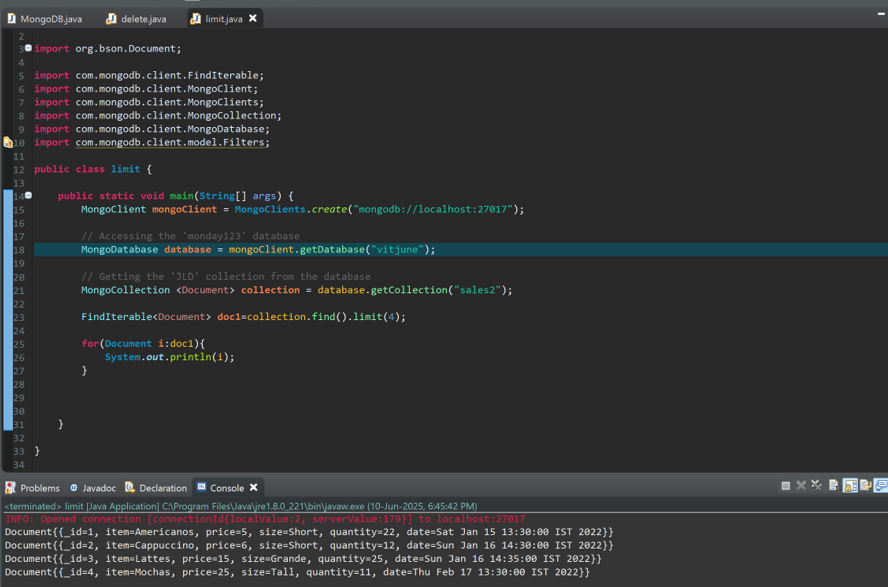 MongoDB.java delete.java limit.java
2
3 import org.bson.Document;
4
5 import com.mongodb.client.FindIterable;
6 import com.mongodb.client.MongoClient;
7 import com.mongodb.client.MongoClients;
8 import com.mongodb.client.MongoCollection;
9 import com.mongodb.client.MongoDatabase;
10 import com.mongodb.client.model.Filters;
11
12 public class limit {
13
14 public static void main(String[] args) {
15 MongoClient mongoClient = MongoClients.create("mongodb://localhost:27017");
16
17 // Accessing the 'monday123' database
18 MongoDatabase database = mongoClient.getDatabase("vitjune");
19
20 // Getting the 'JLD' collection from the database
21 MongoCollection <Document> collection = database.getCollection("sales2");
22
23 FindIterable<Document> doc1=collection.find().limit(4);
24
25 for(Document i:doc1){
26 System.out.println(i);
27 }
28
29
30
31 }
32
33 }
34
Problems Javadoc Declaration Console
<terminated> limit [Java Application] C:\Program Files\Java\jre1.8.0_221\bin\javaw.exe (10-Jun-2025, 6:45:42 PM)
INFO: Opened connection [connectionId{localValue:2, serverValue:179}] to localhost:27017
Document{{_id=1, item=Americanos, price=5, size=Short, quantity=22, date=Sat Jan 15 13:30:00 IST 2022}}
Document{{_id=2, item=Cappuccino, price=6, size=Short, quantity=12, date=Sun Jan 16 14:30:00 IST 2022}}
Document{{_id=3, item=Lattes, price=15, size=Grande, quantity=25, date=Sun Jan 16 14:35:00 IST 2022}}
Document{{_id=4, item=Mochas, price=25, size=Tall, quantity=11, date=Thu Feb 17 13:30:00 IST 2022}}